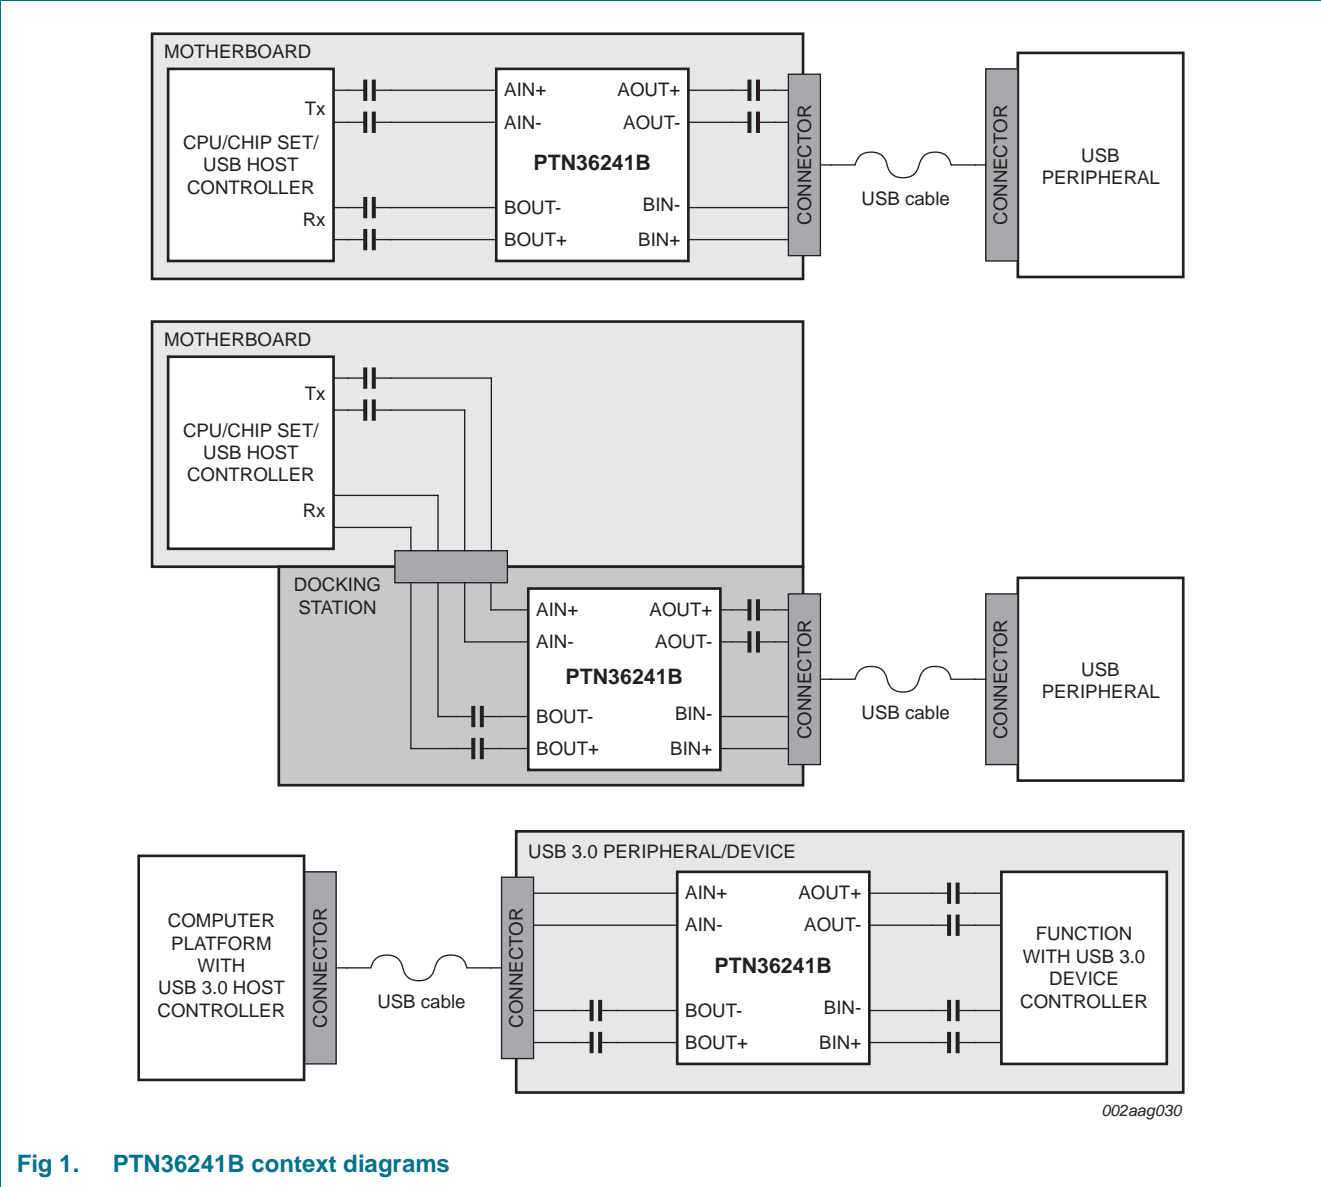 MOTHERBOARD
Tx
CPU/CHIP SET/
USB HOST
CONTROLLER
Rx
AIN+
AOUT+
AIN-
AOUT-
PTN36241B
BOUT-
BIN-
BOUT+
BIN+
CONNECTOR
USB cable
CONNECTOR
USB
PERIPHERAL
MOTHERBOARD
Tx
CPU/CHIP SET/
USB HOST
CONTROLLER
Rx
DOCKING
STATION
AIN+
AOUT+
AIN-
AOUT-
PTN36241B
BOUT-
BIN-
BOUT+
BIN+
CONNECTOR
USB cable
CONNECTOR
USB
PERIPHERAL
COMPUTER
PLATFORM
WITH
USB 3.0 HOST
CONTROLLER
CONNECTOR
USB cable
CONNECTOR
USB 3.0 PERIPHERAL/DEVICE
AIN+
AOUT+
AIN-
AOUT-
PTN36241B
BOUT-
BIN-
BOUT+
BIN+
FUNCTION
WITH USB 3.0
DEVICE
CONTROLLER
002aag030
Fig 1. PTN36241B context diagrams